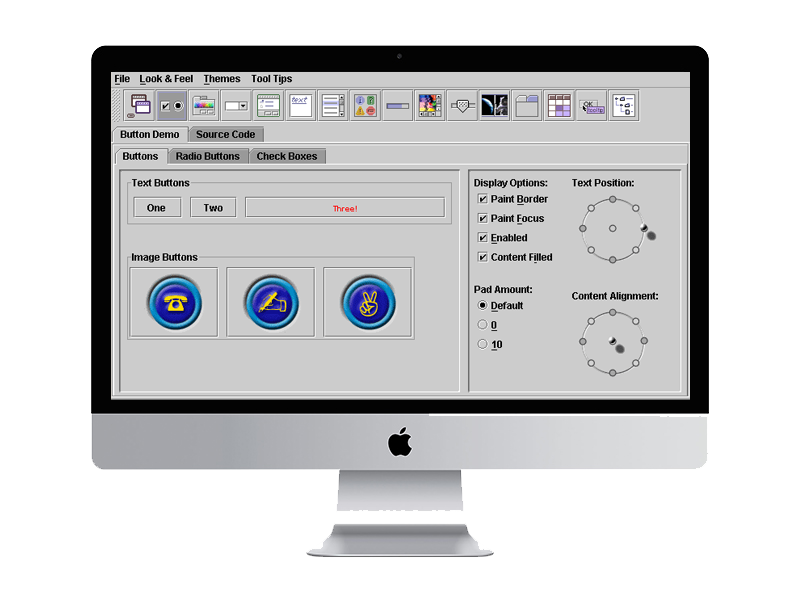 File Look & Feel Themes Tool Tips
text
OK
Button Demo Source Code
Buttons Radio Buttons Check Boxes
Text Buttons
One Two Three!
Image Buttons
Display Options:
Paint Border
Paint Focus
Enabled
Content Filled
Pad Amount:
Default
0
10
Text Position:
Content Alignment: